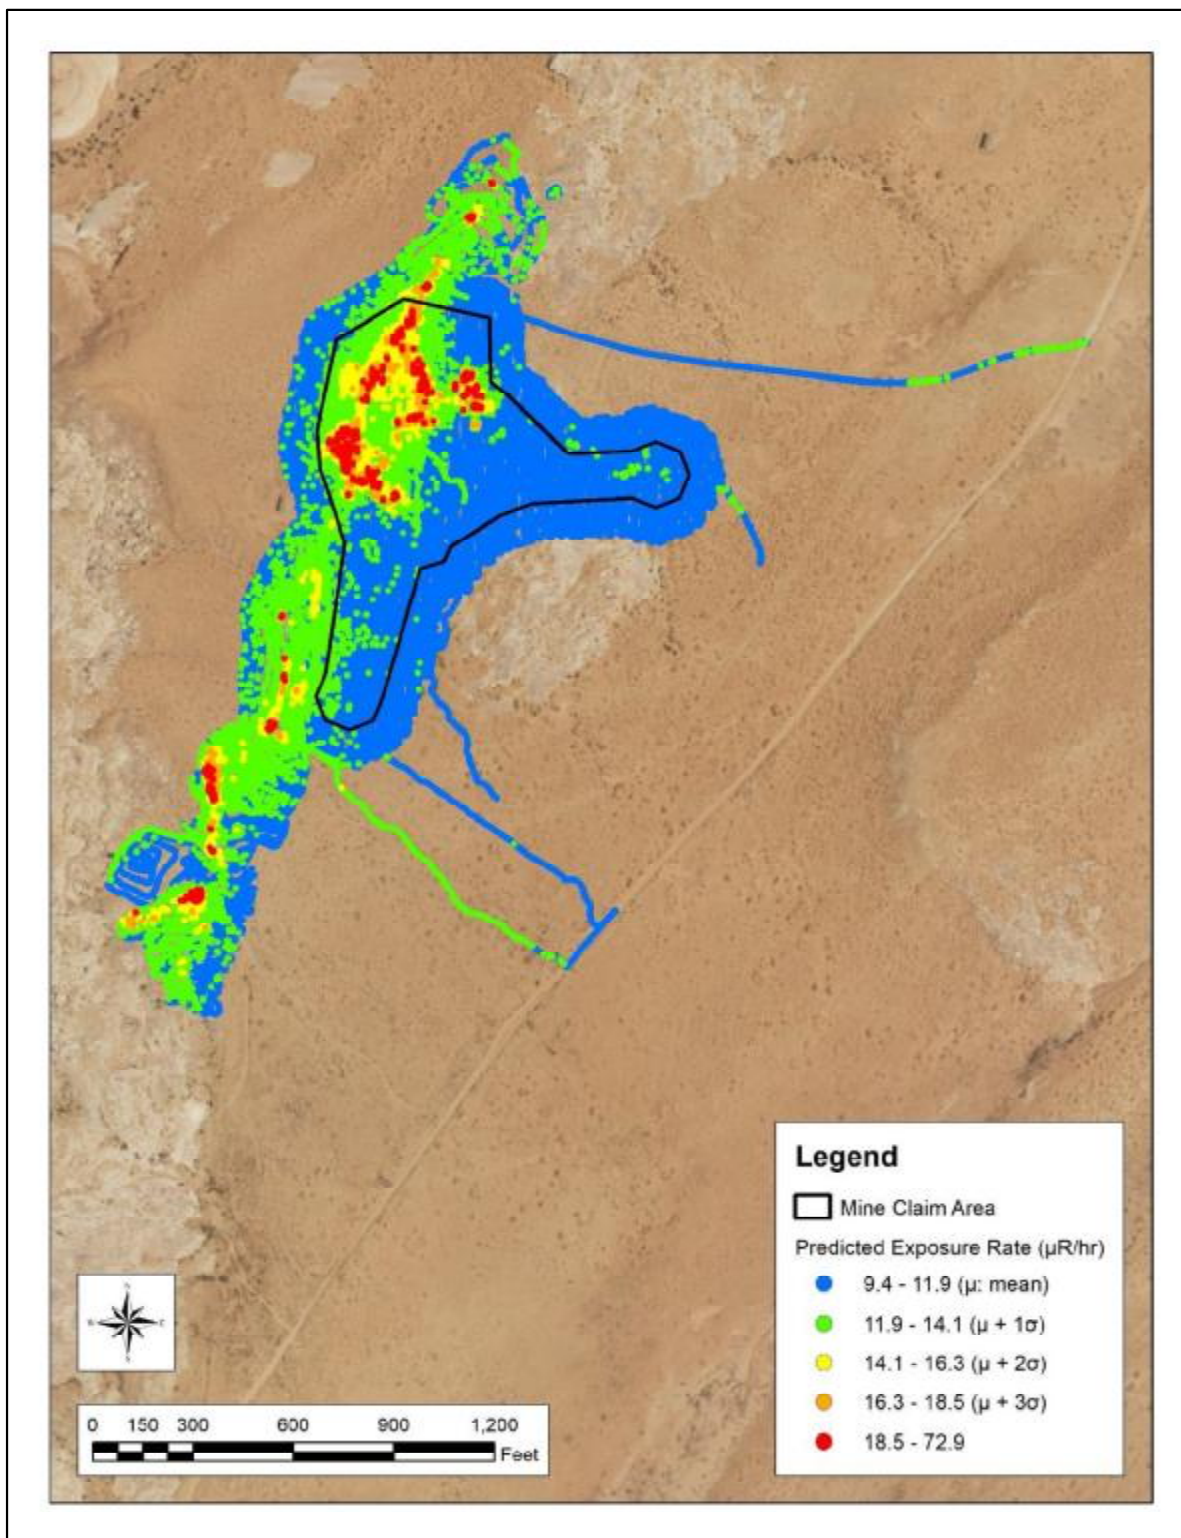 Legend
Mine Claim Area
Predicted Exposure Rate (µR/hr)
9.4 - 11.9 (µ: mean)
11.9 - 14.1 (µ + 1σ)
14.1 - 16.3 (µ + 2σ)
16.3 - 18.5 (µ + 3σ)
18.5 - 72.9
0 150 300 600 900 1,200
Feet